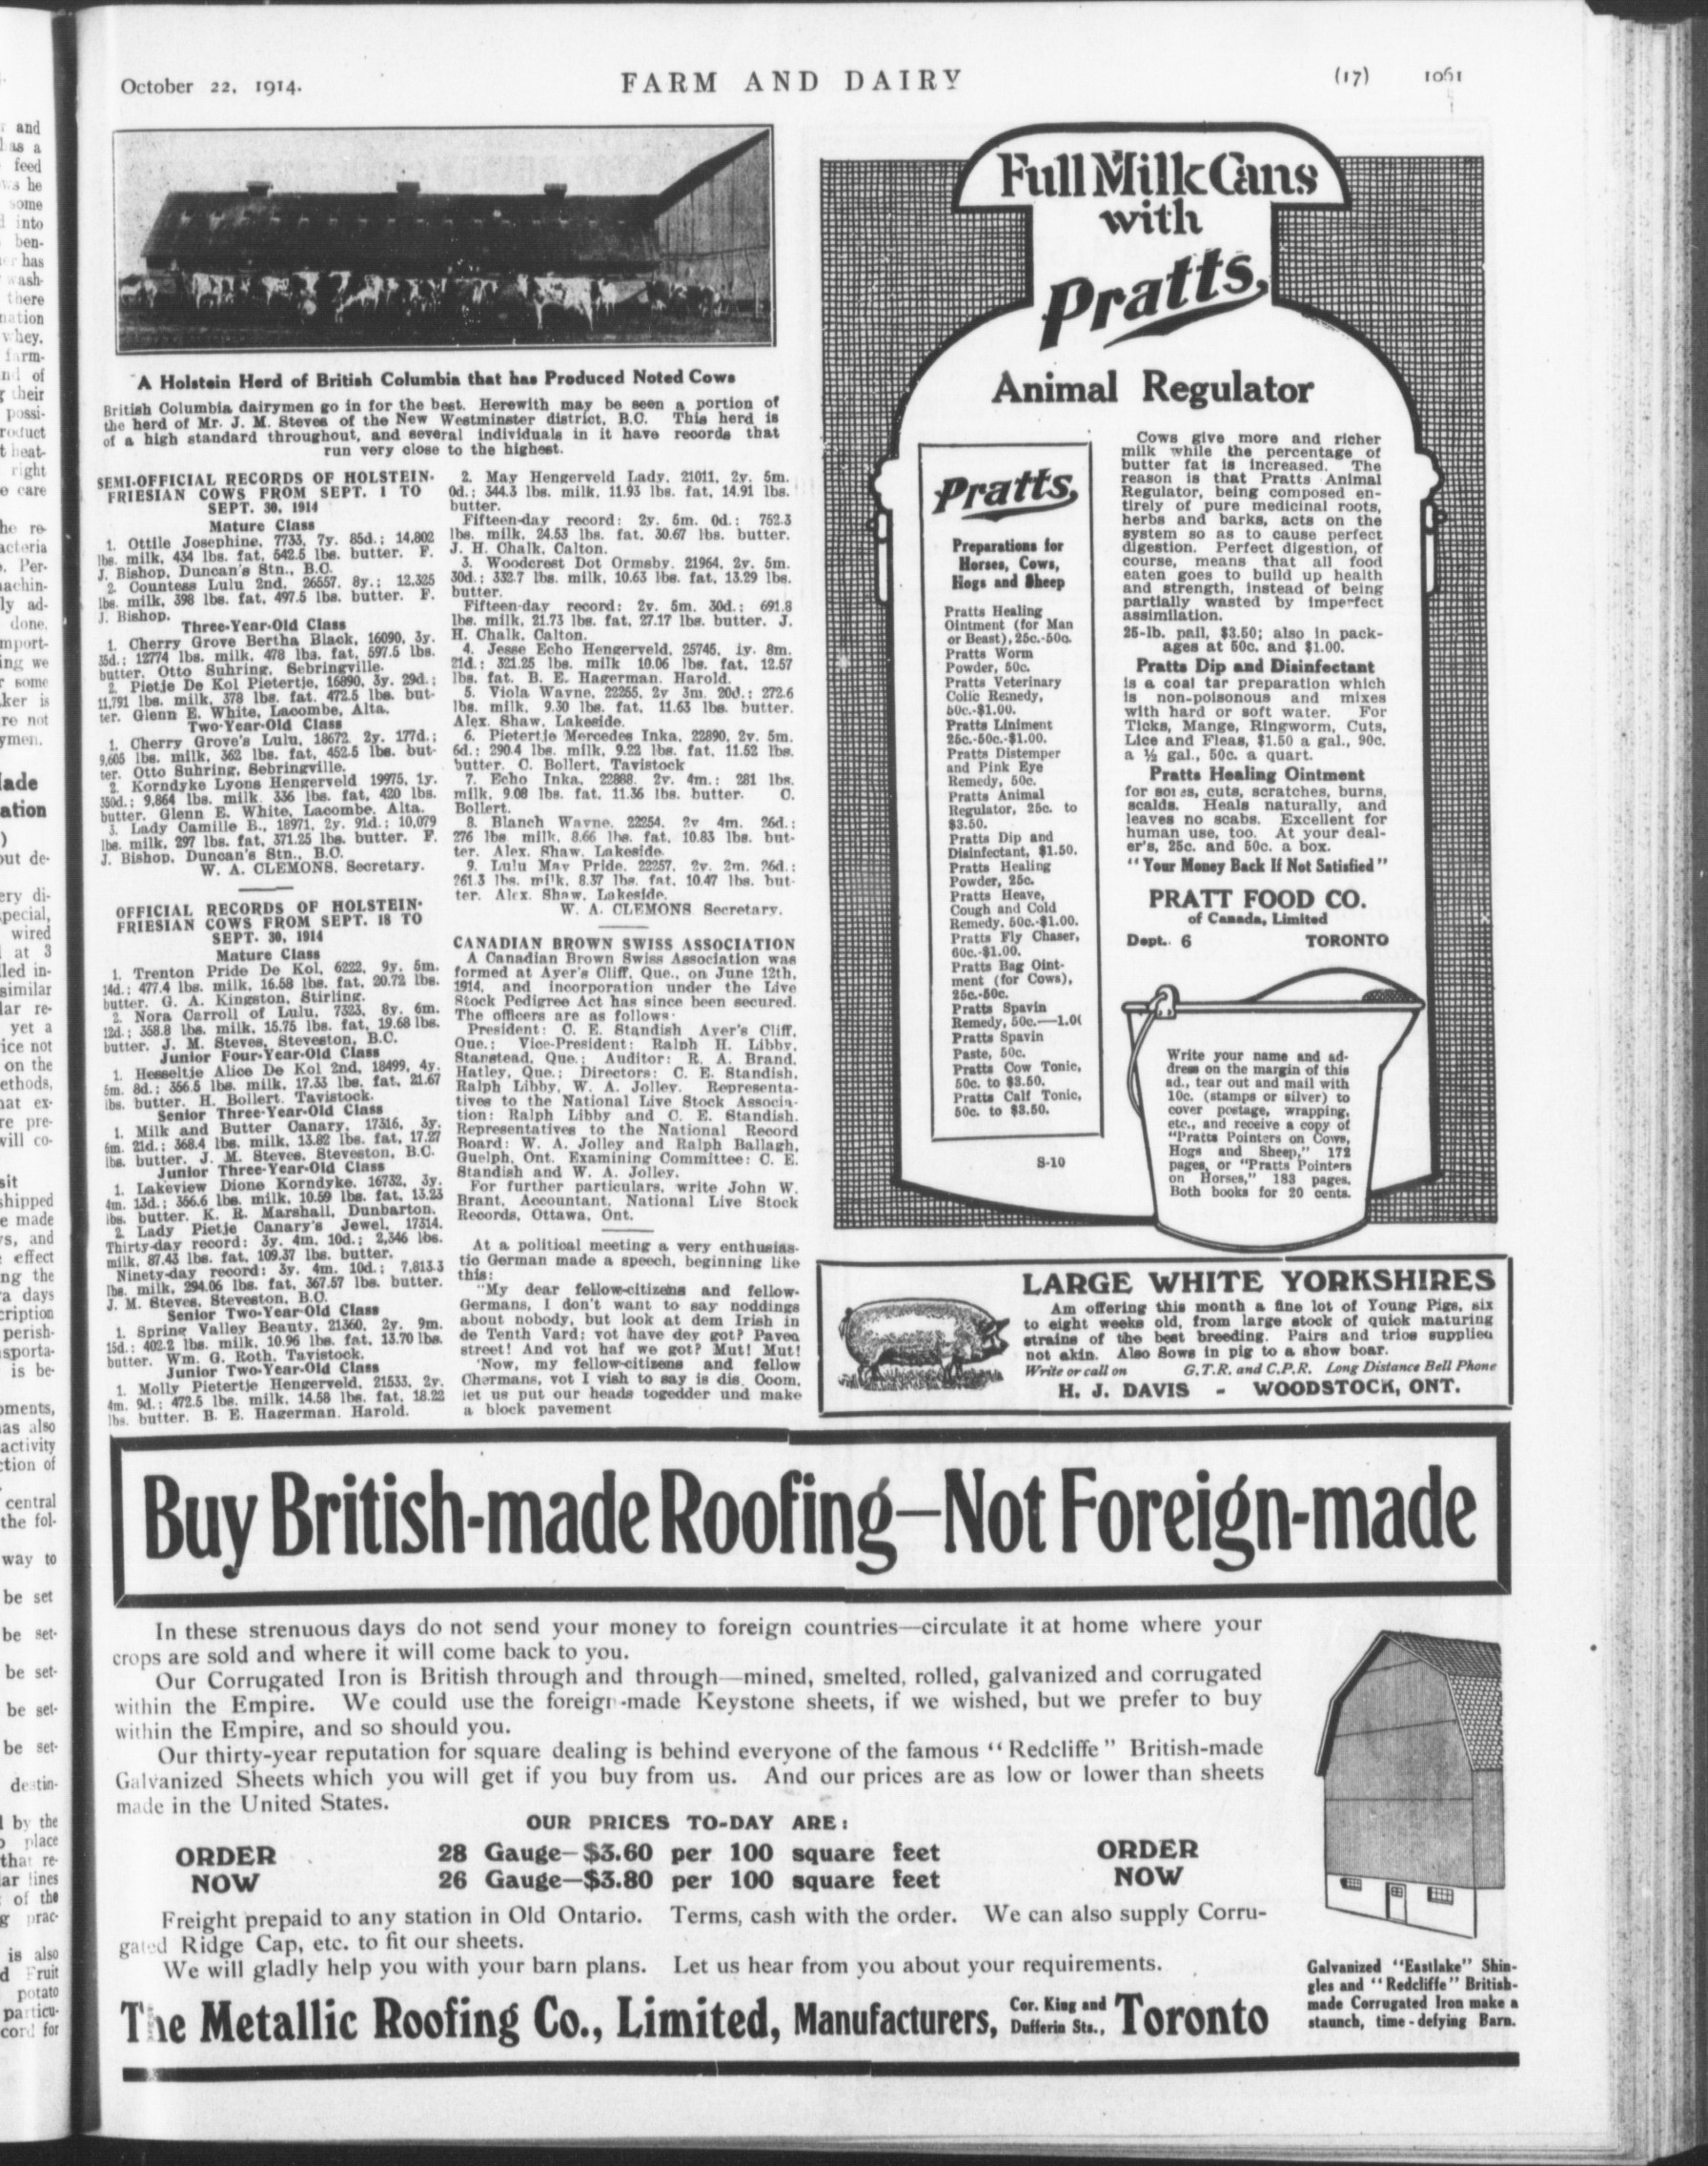 October 22, 1914.
FARM AND DAIRY
(17) 1061
A Holstein Herd of British Columbia that has Produced Noted Cows
British Columbia dairymen go in for the best. Herewith may be seen a portion of
the herd of Mr. J. M. Steves of the New Westminster district, B.C. This herd is
of a high standard throughout, and several individuals in it have records that
run very close to the highest.
SEMI-OFFICIAL RECORDS OF HOLSTEIN-
FRIESIAN COWS FROM SEPT. 1 TO
SEPT. 30, 1914
Mature Class
1. Ottile Josephine, 7733, 7y. 85d.; 14,802
lbs. milk, 434 lbs. fat, 542.5 lbs. butter. F.
J. Bishop, Duncan's Stn., B.C.
2. Countess Lulu 2nd, 26557, 8y.; 12,325
lbs. milk, 398 lbs. fat, 497.5 lbs. butter. F.
J. Bishop.
Three-Year-Old Class
1. Cherry Grove Bertha Black, 16090, 3y.
35d.; 12774 lbs. milk, 478 lbs. fat, 597.5 lbs.
butter. Otto Suhring, Sebringville.
2. Pietje De Kol Pietertje, 16890, 3y. 29d.;
11,791 lbs. milk, 378 lbs. fat, 472.5 lbs. but-
ter. Glenn E. White, Lacombe, Alta.
Two-Year-Old Class
1. Cherry Grove's Lulu, 18672, 2y. 177d.;
9,605 lbs. milk, 362 lbs. fat, 452.5 lbs. but-
ter. Otto Suhring, Sebringville.
2. Korndyke Lyons Hengerveld 19975, 1y.
350d.; 9,864 lbs. milk, 336 lbs. fat, 420 lbs.
butter. Glenn E. White, Lacombe, Alta.
3. Lady Camille B., 18971, 2y. 91d.; 10,079
lbs. milk, 297 lbs. fat, 371.25 lbs. butter. F.
J. Bishop, Duncan's Stn., B.C.
W. A. CLEMONS, Secretary.
OFFICIAL RECORDS OF HOLSTEIN-
FRIESIAN COWS FROM SEPT. 18 TO
SEPT. 30, 1914
Mature Class
1. Trenton Pride De Kol, 6222, 9y. 5m.
14d.; 477.4 lbs. milk, 16.58 lbs. fat, 20.72 lbs.
butter. G. A. Kingston, Stirling.
2. Nora Carroll of Lulu, 7323, 8y. 6m.
12d.; 358.8 lbs. milk, 15.75 lbs. fat, 19.68 lbs.
butter. J. M. Steves, Steveston, B.C.
Junior Four-Year-Old Class
1. Hesseltje Alice De Kol 2nd, 18499, 4y.
5m. 8d.; 356.5 lbs. milk, 17.33 lbs. fat, 21.67
lbs. butter. H. Bollert, Tavistock.
Senior Three-Year-Old Class
1. Milk and Butter Canary, 17316, 3y.
6m. 21d.; 368.4 lbs. milk, 13.82 lbs. fat, 17.27
lbs. butter. J. M. Steves, Steveston, B.C.
Junior Three-Year-Old Class
1. Lakeview Dione Korndyke, 16732, 3y.
4m. 13d.; 356.6 lbs. milk, 10.59 lbs. fat, 13.23
lbs. butter. K. R. Marshall, Dunbarton.
2. Lady Pietje Canary's Jewel, 17314.
Thirty-day record: 3y. 4m. 10d.; 2,346 lbs.
milk, 87.43 lbs. fat, 109.37 lbs. butter.
Ninety-day record: 3y. 4m. 10d.; 7,813.3
lbs. milk, 294.06 lbs. fat, 367.57 lbs. butter.
J. M. Steves, Steveston, B.C.
Senior Two-Year-Old Class
1. Spring Valley Beauty, 21360, 2y. 9m.
15d.; 402.2 lbs. milk, 10.96 lbs. fat, 13.70 lbs.
butter. Wm. G. Roth, Tavistock.
Junior Two-Year-Old Class
1. Molly Pietertje Hengerveld, 21533, 2y.
4m. 9d.; 472.5 lbs. milk, 14.58 lbs. fat, 18.22
lbs. butter. B. E. Hagerman, Harold.
2. May Hengerveld Lady, 21011, 2y. 5m.
0d.; 344.3 lbs. milk, 11.93 lbs. fat, 14.91 lbs.
butter.
Fifteen-day record: 2y. 5m. 0d.; 752.3
lbs. milk, 24.53 lbs. fat, 30.67 lbs. butter.
J. H. Chalk, Calton.
3. Woodcrest Dot Ormsby, 21964, 2y. 5m.
30d.; 332.7 lbs. milk, 10.63 lbs. fat, 13.29 lbs.
butter.
Fifteen-day record: 2y. 5m. 30d.; 691.8
lbs. milk, 21.73 lbs. fat, 27.17 lbs. butter. J.
H. Chalk, Calton.
4. Jesse Echo Hengerveld, 25745, 1y. 8m.
21d.; 321.25 lbs. milk 10.06 lbs. fat, 12.57
lbs. fat. B. E. Hagerman, Harold.
5. Viola Wayne, 22255, 2y 3m. 20d.; 272.6
lbs. milk, 9.30 lbs. fat, 11.63 lbs. butter.
Alex. Shaw, Lakeside.
6. Pietertje Mercedes Inka, 22890, 2y. 5m.
6d.; 290.4 lbs. milk, 9.22 lbs. fat, 11.52 lbs.
butter. C. Bollert, Tavistock
7. Echo Inka, 22888, 2y. 4m.; 281 lbs.
milk, 9.08 lbs. fat, 11.36 lbs. butter. C.
Bollert.
8. Blanch Wayne, 22254, 2y 4m. 26d.;
276 lbs milk, 8.66 lbs. fat, 10.83 lbs. but-
ter. Alex. Shaw, Lakeside.
9. Lulu May Pride, 22257, 2y. 2m. 26d.;
261.3 lbs. milk, 8.37 lbs. fat, 10.47 lbs. but-
ter. Alex. Shaw, Lakeside.
W. A. CLEMONS Secretary.
CANADIAN BROWN SWISS ASSOCIATION
A Canadian Brown Swiss Association was
formed at Ayer's Cliff, Que., on June 12th,
1914, and incorporation under the Live
Stock Pedigree Act has since been secured.
The officers are as follows:
President: C. E. Standish Ayer's Cliff,
Que.; Vice-President: Ralph H. Libby,
Stanstead, Que.; Auditor: R. A. Brand,
Hatley, Que.; Directors: C. E. Standish,
Ralph Libby, W. A. Jolley. Representa-
tives to the National Live Stock Associa-
tion: Ralph Libby and C. E. Standish.
Representatives to the National Record
Board: W. A. Jolley and Ralph Ballagh,
Guelph, Ont. Examining Committee: C. E.
Standish and W. A. Jolley.
For further particulars, write John W.
Brant, Accountant, National Live Stock
Records, Ottawa, Ont.
At a political meeting a very enthusias-
tic German made a speech, beginning like
this:
"My dear fellow-citizens and fellow-
Germans, I don't want to say noddings
about nobody; but look at dem Irish in
de Tenth Vard; vot have dey got? Paved
street! And vot haf we got? Mut! Mut!
'Now, my fellow-citizens and fellow
Chermans, vot I vish to say is dis. Ooom,
let us put our heads togedder und make
a block pavement
Full Milk Cans
with
Pratts
Animal Regulator
Pratts
Preparations for
Horses, Cows,
Hogs and Sheep
Pratts Healing
Ointment (for Man
or Beast), 25c.-50c.
Pratts Worm
Powder, 50c.
Pratts Veterinary
Colic Remedy,
50c.-$1.00.
Pratts Liniment
25c.-50c.-$1.00.
Pratts Distemper
and Pink Eye
Remedy, 50c.
Pratts Animal
Regulator, 25c. to
$3.50.
Pratts Dip and
Disinfectant, $1.50.
Pratts Healing
Powder, 25c.
Pratts Heave,
Cough and Cold
Remedy, 50c.-$1.00.
Pratts Fly Chaser,
60c.-$1.00.
Pratts Bag Oint-
ment (for Cows),
25c.-50c.
Pratts Spavin
Remedy, 50c.—1.0(
Pratts Spavin
Paste, 50c.
Pratts Cow Tonic,
50c. to $3.50.
Pratts Calf Tonic,
50c. to $3.50.
S-10
Cows give more and richer
milk while the percentage of
butter fat is increased. The
reason is that Pratts Animal
Regulator, being composed en-
tirely of pure medicinal roots,
herbs and barks, acts on the
system so as to cause perfect
digestion. Perfect digestion, of
course, means that all food
eaten goes to build up health
and strength, instead of being
partially wasted by imperfect
assimilation.
25-lb. pail, $3.50; also in pack-
ages at 50c. and $1.00.
Pratts Dip and Disinfectant
is a coal tar preparation which
is non-poisonous and mixes
with hard or soft water. For
Ticks, Mange, Ringworm, Cuts,
Lice and Fleas, $1.50 a gal., 90c.
a ½ gal., 50c. a quart.
Pratts Healing Ointment
for sores, cuts, scratches, burns,
scalds. Heals naturally, and
leaves no scabs. Excellent for
human use, too. At your deal-
er's, 25c. and 50c. a box.
"Your Money Back If Not Satisfied"
PRATT FOOD CO.
of Canada, Limited
Dept. 6 TORONTO
Write your name and ad-
dress on the margin of this
ad., tear out and mail with
10c. (stamps or silver) to
cover postage, wrapping,
etc., and receive a copy of
"Pratts Pointers on Cows,
Hogs and Sheep," 172
pages, or "Pratts Pointers
on Horses," 183 pages.
Both books for 20 cents.
LARGE WHITE YORKSHIRES
Am offering this month a fine lot of Young Pigs, six
to eight weeks old, from large stock of quick maturing
strains of the best breeding. Pairs and trios supplied
not akin. Also Sows in pig to a show boar.
Write or call on G.T.R. and C.P.R. Long Distance Bell Phone
H. J. DAVIS - WOODSTOCK, ONT.
Buy British-made Roofing—Not Foreign-made
In these strenuous days do not send your money to foreign countries—circulate it at home where your
crops are sold and where it will come back to you.
Our Corrugated Iron is British through and through—mined, smelted, rolled, galvanized and corrugated
within the Empire. We could use the foreign-made Keystone sheets, if we wished, but we prefer to buy
within the Empire, and so should you.
Our thirty-year reputation for square dealing is behind everyone of the famous "Redcliffe" British-made
Galvanized Sheets which you will get if you buy from us. And our prices are as low or lower than sheets
made in the United States.
OUR PRICES TO-DAY ARE:
ORDER NOW
28 Gauge—$3.60 per 100 square feet
26 Gauge—$3.80 per 100 square feet
ORDER NOW
Freight prepaid to any station in Old Ontario. Terms, cash with the order. We can also supply Corru-
gated Ridge Cap, etc. to fit our sheets.
We will gladly help you with your barn plans. Let us hear from you about your requirements.
The Metallic Roofing Co., Limited, Manufacturers, Cor. King and Dufferin Sts., Toronto
Galvanized "Eastlake" Shin-
gles and "Redcliffe" British-
made Corrugated Iron make a
staunch, time-defying Barn.